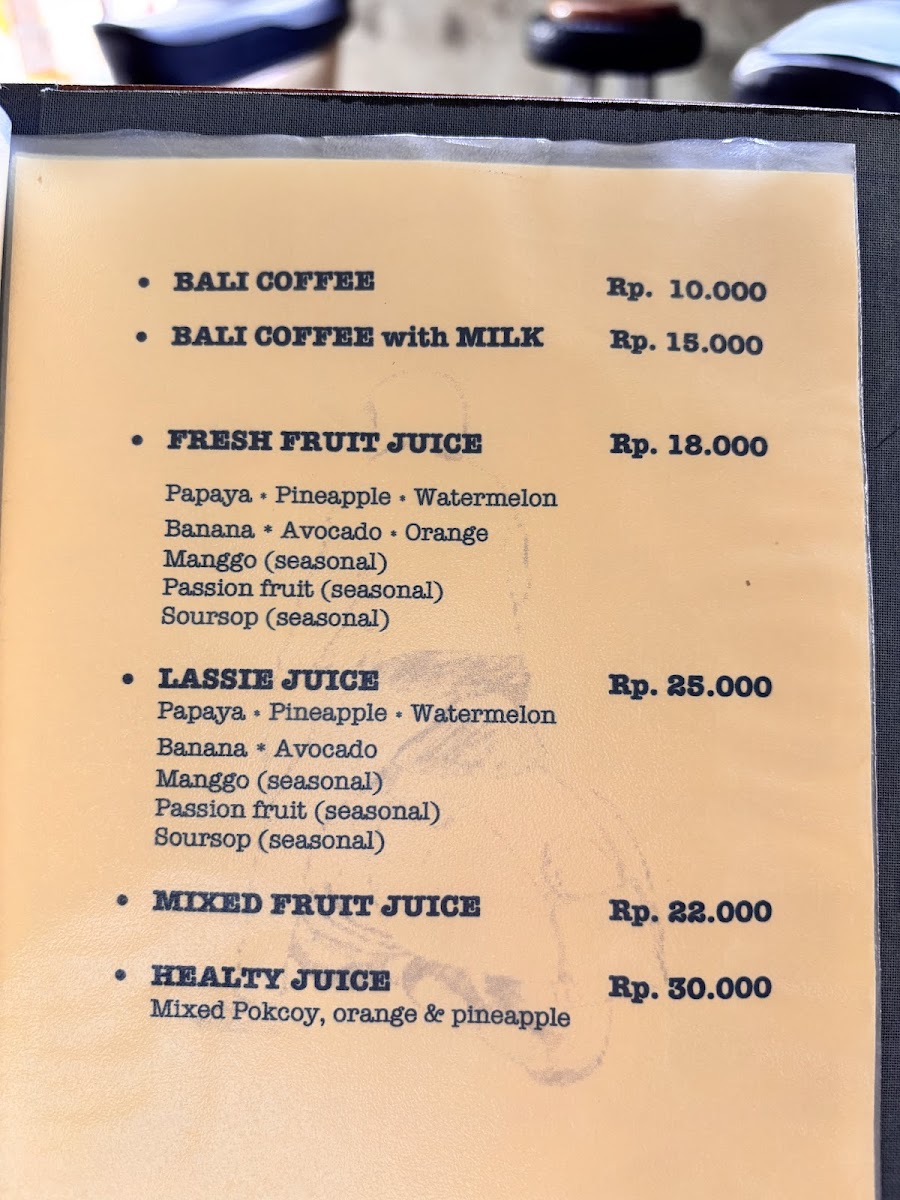 • BALI COFFEE Rp. 10.000
• BALI COFFEE with MILK Rp. 15.000
• FRESH FRUIT JUICE Rp. 18.000
Papaya * Pineapple * Watermelon
Banana * Avocado * Orange
Manggo (seasonal)
Passion fruit (seasonal)
Soursop (seasonal)
• LASSIE JUICE Rp. 25.000
Papaya * Pineapple * Watermelon
Banana * Avocado
Manggo (seasonal)
Passion fruit (seasonal)
Soursop (seasonal)
• MIXED FRUIT JUICE Rp. 22.000
• HEALTY JUICE Rp. 30.000
Mixed Pokcoy, orange & pineapple